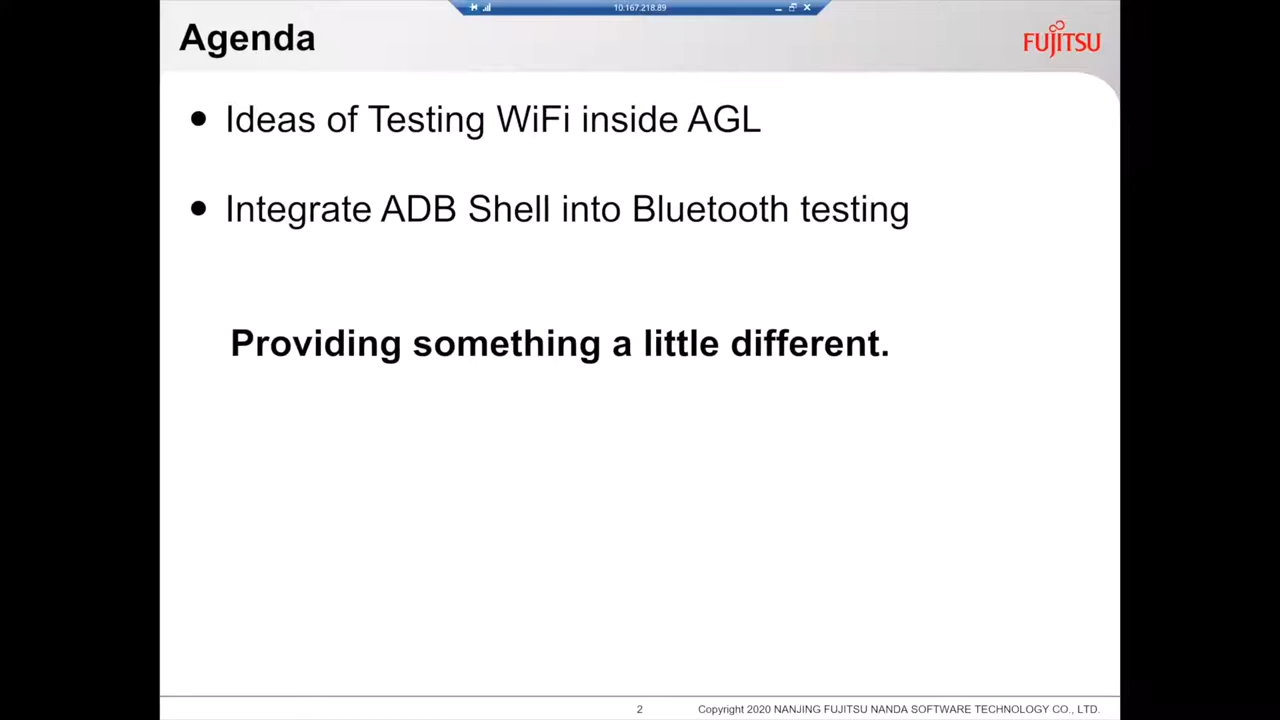 10.167.218.89
Agenda
FUJITSU
• Ideas of Testing WiFi inside AGL
• Integrate ADB Shell into Bluetooth testing
Providing something a little different.
2
Copyright 2020 NANJING FUJITSU NANDA SOFTWARE TECHNOLOGY CO., LTD.